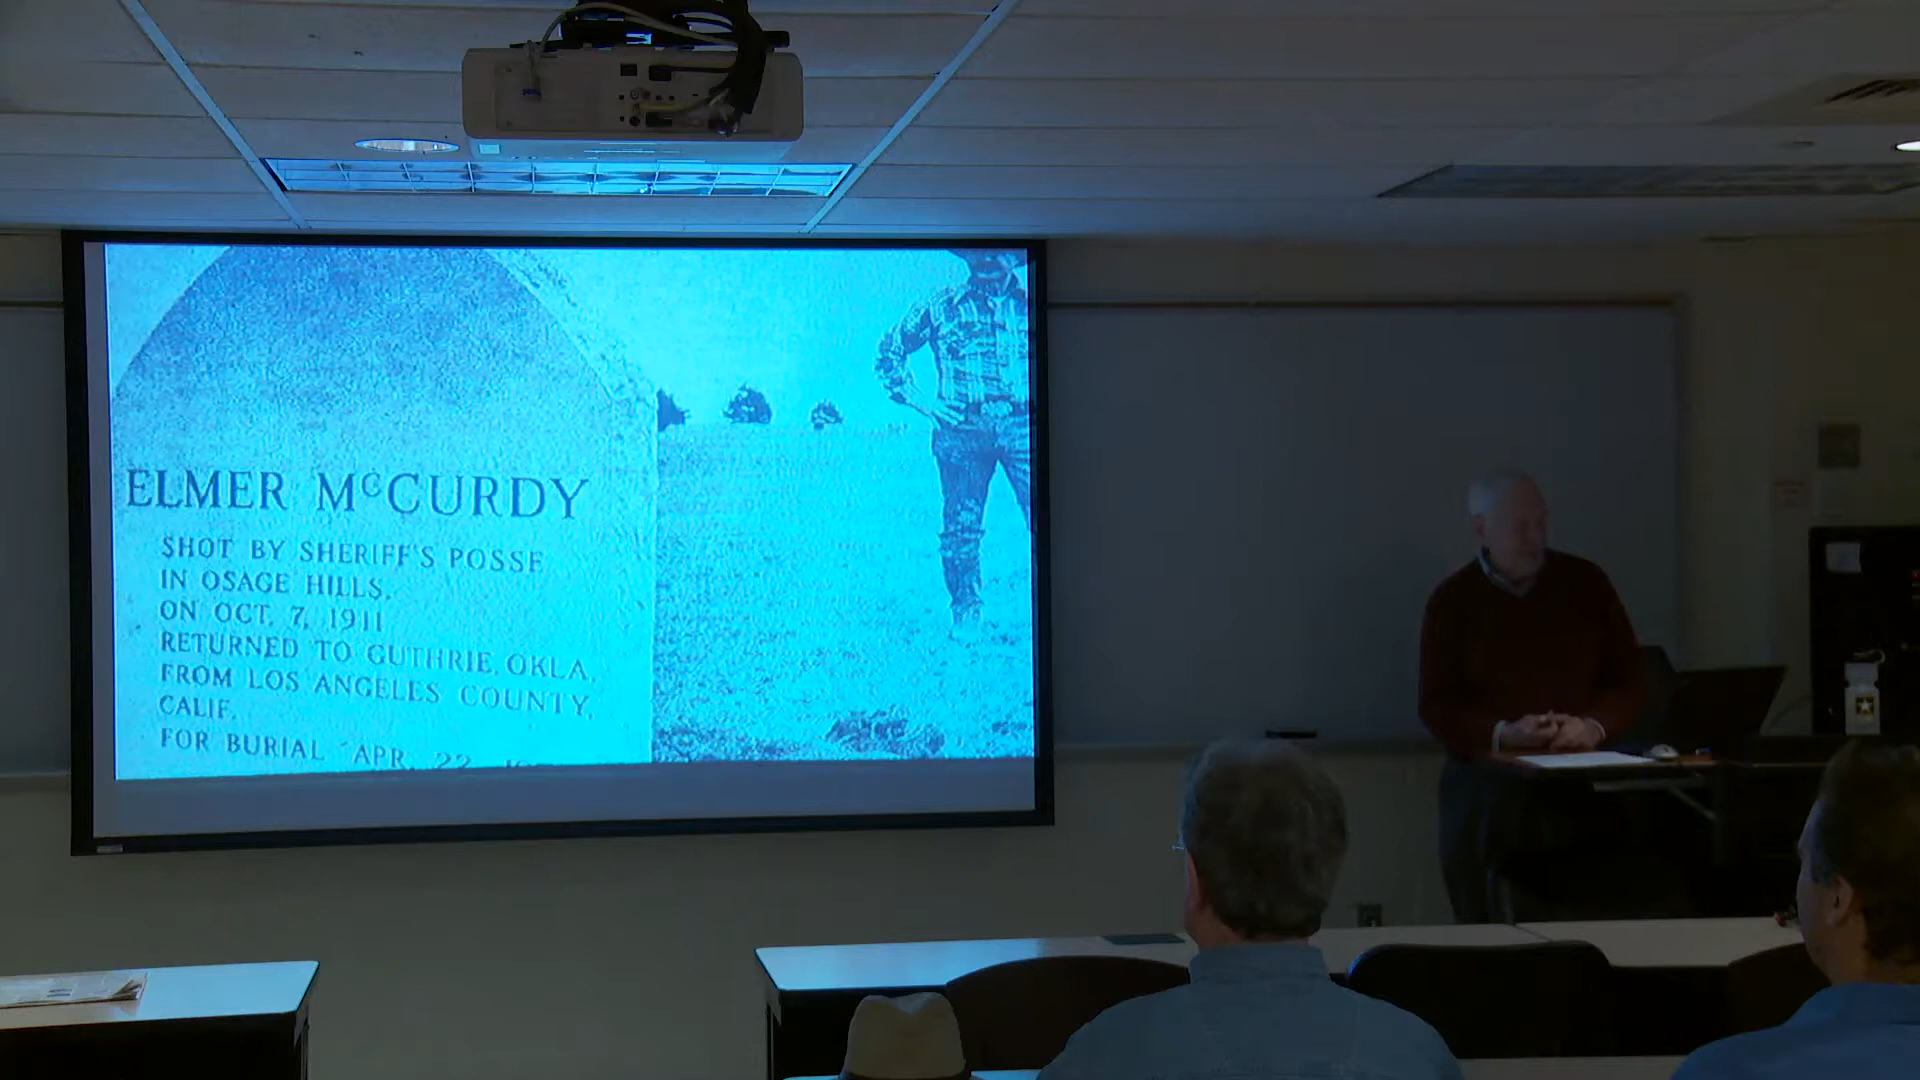 ELMER McCURDY
SHOT BY SHERIFF'S POSSE
IN OSAGE HILLS,
ON OCT. 7, 1911
RETURNED TO GUTHRIE, OKLA.
FROM LOS ANGELES COUNTY,
CALIF.
FOR BURIAL APR. 22,